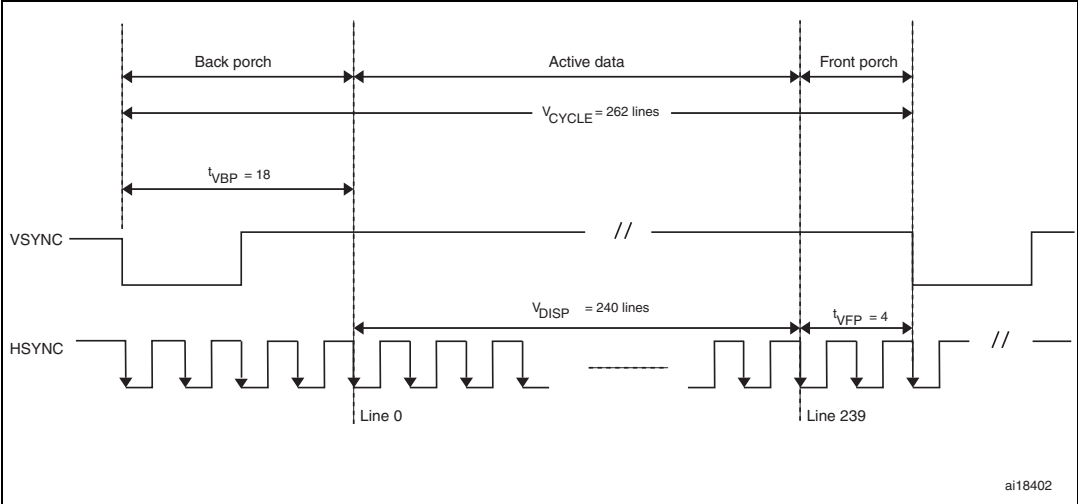 Back porch
Active data
Front porch
VCYCLE = 262 lines
tVBP = 18
VSYNC
//
VDISP = 240 lines
tVFP = 4
HSYNC
//
Line 0
Line 239
ai18402